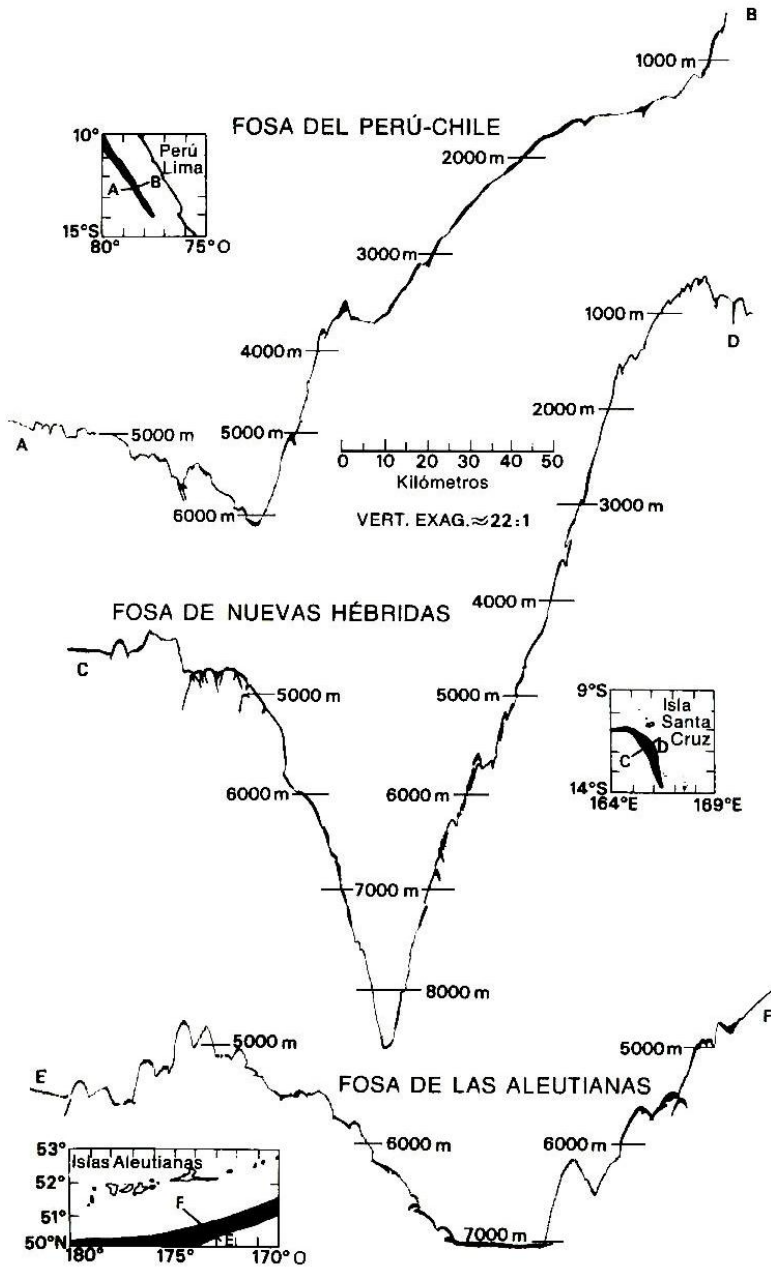 B
1000 m
FOSA DEL PERÚ-CHILE
10°
Perú
Lima
A
B
15°S
80°
75°O
2000 m
3000 m
4000 m
1000 m
D
A
5000 m
5000 m
2000 m
0 10 20 30 40 50
Kilómetros
6000 m
VERT. EXAG.≈22:1
3000 m
FOSA DE NUEVAS HÉBRIDAS
4000 m
C
5000 m
5000 m
9°S
Isla
Santa
Cruz
C
D
14°S
164°E
169°E
6000 m
6000 m
7000 m
8000 m
E
5000 m
F
5000 m
FOSA DE LAS ALEUTIANAS
6000 m
6000 m
53°
Islas Aleutianas
52°
51°
F
E
50°N
180°
175°
170°O
7000 m